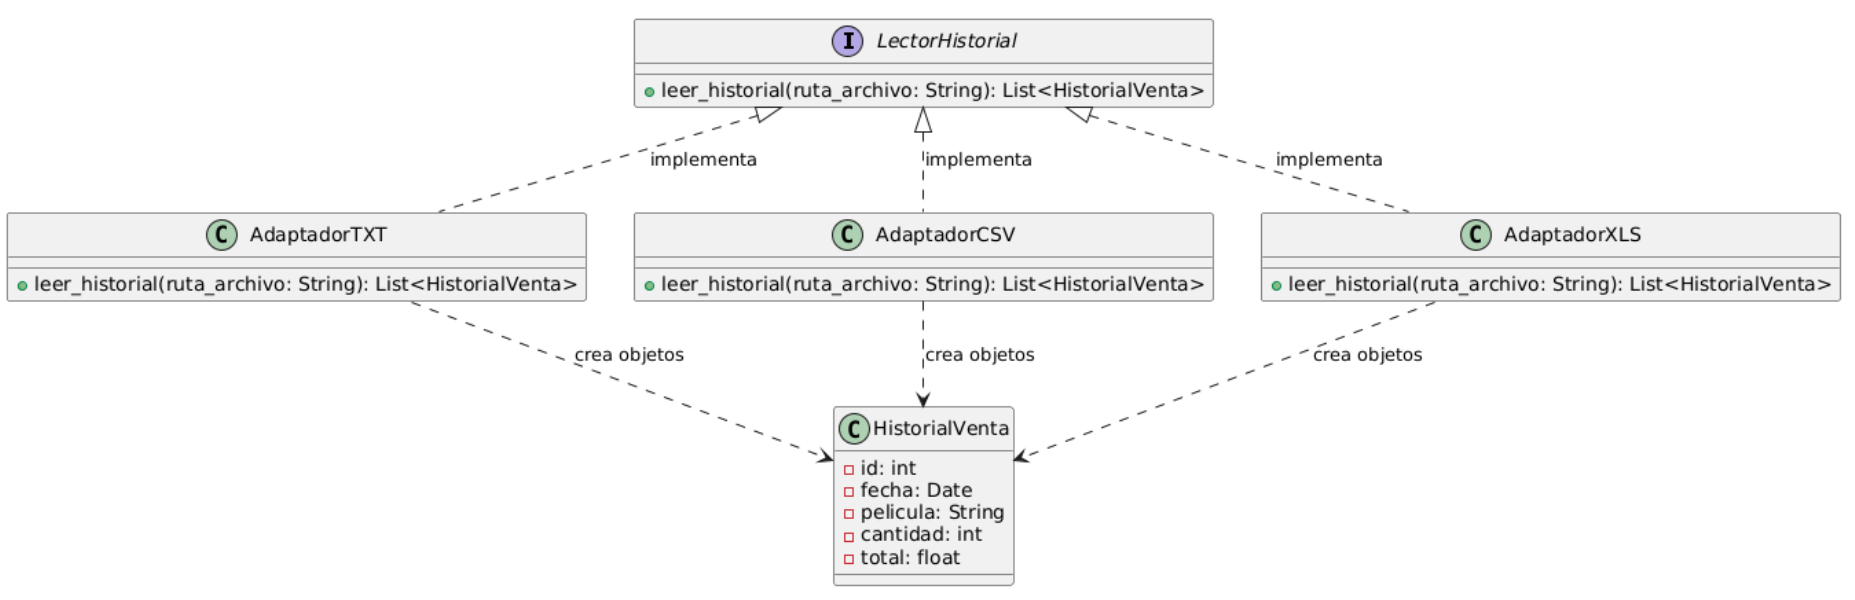 I LectorHistorial
leer_historial(ruta_archivo: String): List<HistorialVenta>
implementa
implementa
implementa
C AdaptadorTXT
leer_historial(ruta_archivo: String): List<HistorialVenta>
C AdaptadorCSV
leer_historial(ruta_archivo: String): List<HistorialVenta>
C AdaptadorXLS
leer_historial(ruta_archivo: String): List<HistorialVenta>
crea objetos
crea objetos
crea objetos
C HistorialVenta
id: int
fecha: Date
pelicula: String
cantidad: int
total: float